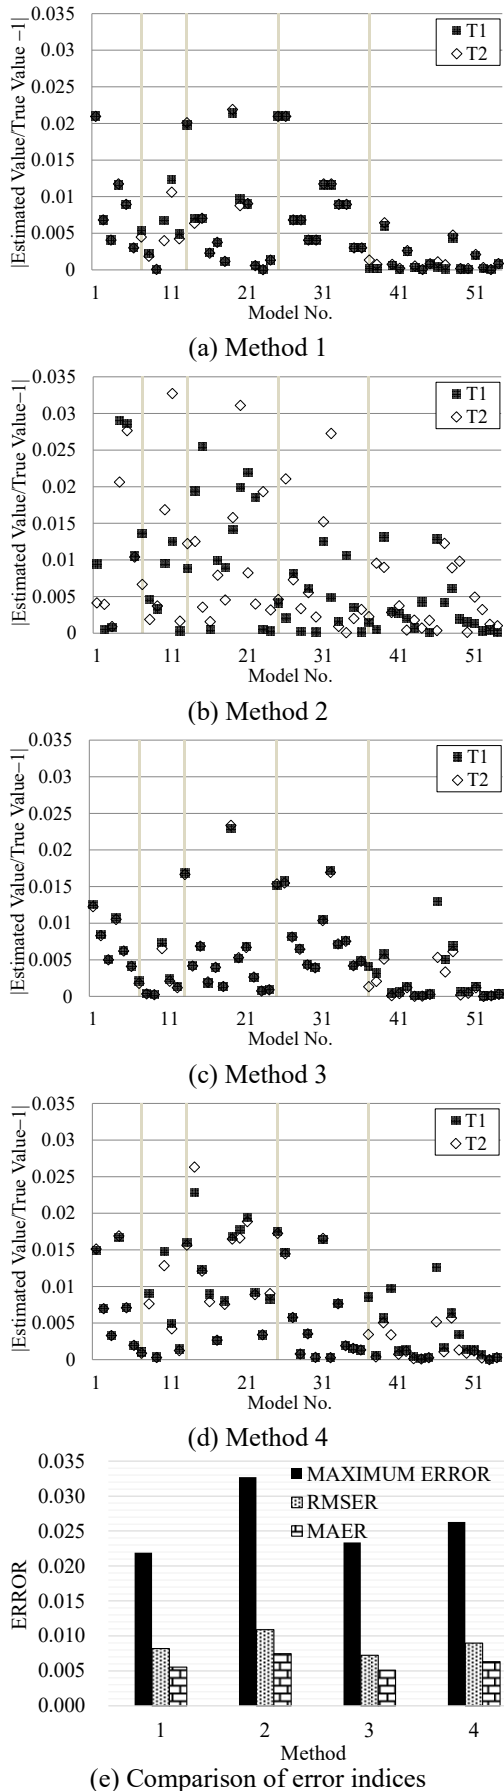 |Estimated Value/True Value −1|
0.035
0.03
0.025
0.02
0.015
0.01
0.005
0
T1
T2
1 11 21 31 41 51
Model No.
(a) Method 1
|Estimated Value/True Value−1|
0.035
0.03
0.025
0.02
0.015
0.01
0.005
0
T1
T2
1 11 21 31 41 51
Model No.
(b) Method 2
|Estimated Value/True Value−1|
0.035
0.03
0.025
0.02
0.015
0.01
0.005
0
T1
T2
1 11 21 31 41 51
Model No.
(c) Method 3
|Estimated Value/True Value−1|
0.035
0.03
0.025
0.02
0.015
0.01
0.005
0
T1
T2
1 11 21 31 41 51
Model No.
(d) Method 4
ERROR
0.035
0.030
0.025
0.020
0.015
0.010
0.005
0.000
MAXIMUM ERROR
RMSER
MAER
1 2 3 4
Method
(e) Comparison of error indices